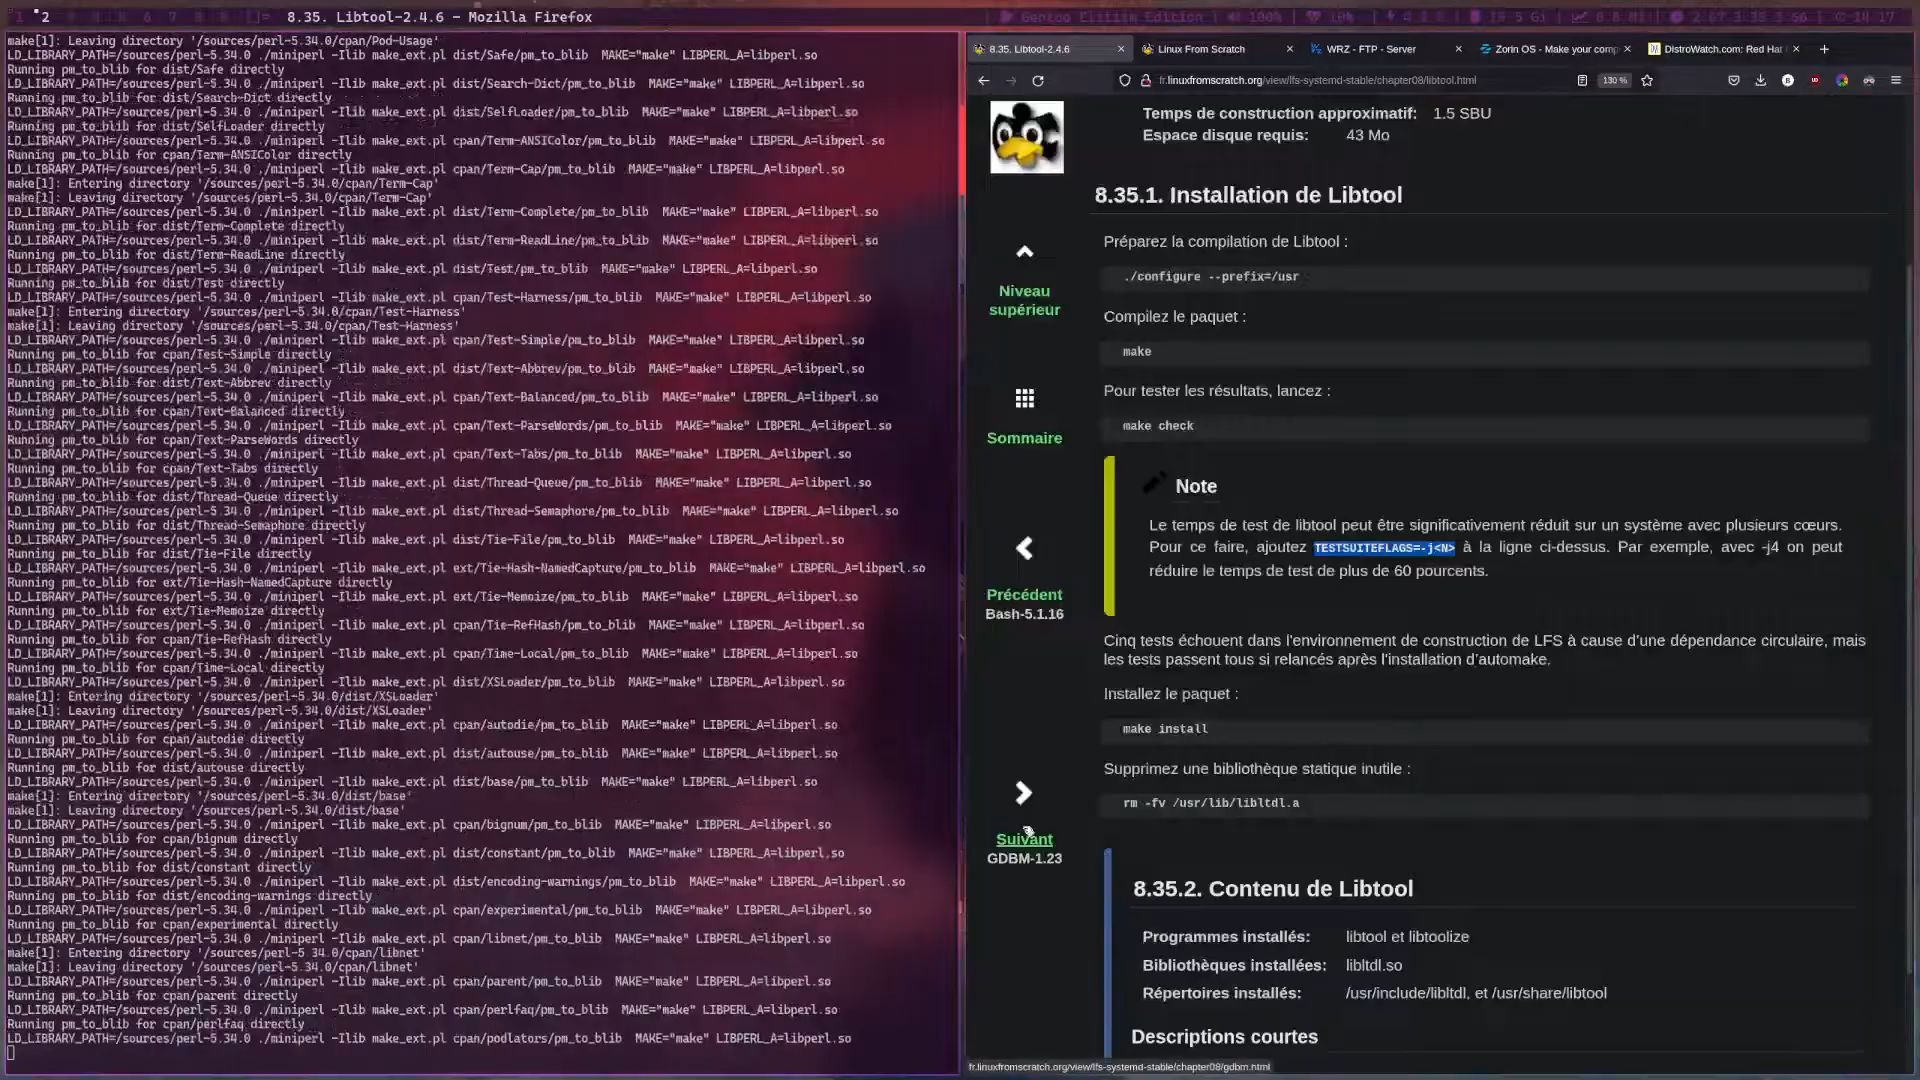 2
8.35. Libtool-2.4.6 - Mozilla Firefox
Gentoo Elitism Edition
make[1]: Leaving directory '/sources/perl-5.34.0/cpan/Pod-Usage'
LD_LIBRARY_PATH=/sources/perl-5.34.0 ./miniperl -Ilib make_ext.pl dist/Safe/pm_to_blib  MAKE="make" LIBPERL_A=libperl.so
Running pm_to_blib for dist/Safe directly
LD_LIBRARY_PATH=/sources/perl-5.34.0 ./miniperl -Ilib make_ext.pl dist/Search-Dict/pm_to_blib  MAKE="make" LIBPERL_A=libperl.so
Running pm_to_blib for dist/Search-Dict directly
LD_LIBRARY_PATH=/sources/perl-5.34.0 ./miniperl -Ilib make_ext.pl dist/SelfLoader/pm_to_blib  MAKE="make" LIBPERL_A=libperl.so
Running pm_to_blib for dist/SelfLoader directly
LD_LIBRARY_PATH=/sources/perl-5.34.0 ./miniperl -Ilib make_ext.pl cpan/Term-ANSIColor/pm_to_blib  MAKE="make" LIBPERL_A=libperl.so
Running pm_to_blib for cpan/Term-ANSIColor directly
LD_LIBRARY_PATH=/sources/perl-5.34.0 ./miniperl -Ilib make_ext.pl cpan/Term-Cap/pm_to_blib  MAKE="make" LIBPERL_A=libperl.so
make[1]: Entering directory '/sources/perl-5.34.0/cpan/Term-Cap'
make[1]: Leaving directory '/sources/perl-5.34.0/cpan/Term-Cap'
LD_LIBRARY_PATH=/sources/perl-5.34.0 ./miniperl -Ilib make_ext.pl dist/Term-Complete/pm_to_blib  MAKE="make" LIBPERL_A=libperl.so
Running pm_to_blib for dist/Term-Complete directly
LD_LIBRARY_PATH=/sources/perl-5.34.0 ./miniperl -Ilib make_ext.pl dist/Term-ReadLine/pm_to_blib  MAKE="make" LIBPERL_A=libperl.so
Running pm_to_blib for dist/Term-ReadLine directly
LD_LIBRARY_PATH=/sources/perl-5.34.0 ./miniperl -Ilib make_ext.pl dist/Test/pm_to_blib  MAKE="make" LIBPERL_A=libperl.so
Running pm_to_blib for dist/Test directly
LD_LIBRARY_PATH=/sources/perl-5.34.0 ./miniperl -Ilib make_ext.pl cpan/Test-Harness/pm_to_blib  MAKE="make" LIBPERL_A=libperl.so
make[1]: Entering directory '/sources/perl-5.34.0/cpan/Test-Harness'
make[1]: Leaving directory '/sources/perl-5.34.0/cpan/Test-Harness'
LD_LIBRARY_PATH=/sources/perl-5.34.0 ./miniperl -Ilib make_ext.pl cpan/Test-Simple/pm_to_blib  MAKE="make" LIBPERL_A=libperl.so
Running pm_to_blib for cpan/Test-Simple directly
LD_LIBRARY_PATH=/sources/perl-5.34.0 ./miniperl -Ilib make_ext.pl dist/Text-Abbrev/pm_to_blib  MAKE="make" LIBPERL_A=libperl.so
Running pm_to_blib for dist/Text-Abbrev directly
LD_LIBRARY_PATH=/sources/perl-5.34.0 ./miniperl -Ilib make_ext.pl cpan/Text-Balanced/pm_to_blib  MAKE="make" LIBPERL_A=libperl.so
Running pm_to_blib for cpan/Text-Balanced directly
LD_LIBRARY_PATH=/sources/perl-5.34.0 ./miniperl -Ilib make_ext.pl cpan/Text-ParseWords/pm_to_blib  MAKE="make" LIBPERL_A=libperl.so
Running pm_to_blib for cpan/Text-ParseWords directly
LD_LIBRARY_PATH=/sources/perl-5.34.0 ./miniperl -Ilib make_ext.pl cpan/Text-Tabs/pm_to_blib  MAKE="make" LIBPERL_A=libperl.so
Running pm_to_blib for cpan/Text-Tabs directly
LD_LIBRARY_PATH=/sources/perl-5.34.0 ./miniperl -Ilib make_ext.pl dist/Thread-Queue/pm_to_blib  MAKE="make" LIBPERL_A=libperl.so
Running pm_to_blib for dist/Thread-Queue directly
LD_LIBRARY_PATH=/sources/perl-5.34.0 ./miniperl -Ilib make_ext.pl dist/Thread-Semaphore/pm_to_blib  MAKE="make" LIBPERL_A=libperl.so
Running pm_to_blib for dist/Thread-Semaphore directly
LD_LIBRARY_PATH=/sources/perl-5.34.0 ./miniperl -Ilib make_ext.pl dist/Tie-File/pm_to_blib  MAKE="make" LIBPERL_A=libperl.so
Running pm_to_blib for dist/Tie-File directly
LD_LIBRARY_PATH=/sources/perl-5.34.0 ./miniperl -Ilib make_ext.pl ext/Tie-Hash-NamedCapture/pm_to_blib  MAKE="make" LIBPERL_A=libperl.so
Running pm_to_blib for ext/Tie-Hash-NamedCapture directly
LD_LIBRARY_PATH=/sources/perl-5.34.0 ./miniperl -Ilib make_ext.pl ext/Tie-Memoize/pm_to_blib  MAKE="make" LIBPERL_A=libperl.so
Running pm_to_blib for ext/Tie-Memoize directly
LD_LIBRARY_PATH=/sources/perl-5.34.0 ./miniperl -Ilib make_ext.pl cpan/Tie-RefHash/pm_to_blib  MAKE="make" LIBPERL_A=libperl.so
Running pm_to_blib for cpan/Tie-RefHash directly
LD_LIBRARY_PATH=/sources/perl-5.34.0 ./miniperl -Ilib make_ext.pl cpan/Time-Local/pm_to_blib  MAKE="make" LIBPERL_A=libperl.so
Running pm_to_blib for cpan/Time-Local directly
LD_LIBRARY_PATH=/sources/perl-5.34.0 ./miniperl -Ilib make_ext.pl dist/XSLoader/pm_to_blib  MAKE="make" LIBPERL_A=libperl.so
make[1]: Entering directory '/sources/perl-5.34.0/dist/XSLoader'
make[1]: Leaving directory '/sources/perl-5.34.0/dist/XSLoader'
LD_LIBRARY_PATH=/sources/perl-5.34.0 ./miniperl -Ilib make_ext.pl cpan/autodie/pm_to_blib  MAKE="make" LIBPERL_A=libperl.so
Running pm_to_blib for cpan/autodie directly
LD_LIBRARY_PATH=/sources/perl-5.34.0 ./miniperl -Ilib make_ext.pl dist/autouse/pm_to_blib  MAKE="make" LIBPERL_A=libperl.so
Running pm_to_blib for dist/autouse directly
LD_LIBRARY_PATH=/sources/perl-5.34.0 ./miniperl -Ilib make_ext.pl dist/base/pm_to_blib  MAKE="make" LIBPERL_A=libperl.so
make[1]: Entering directory '/sources/perl-5.34.0/dist/base'
make[1]: Leaving directory '/sources/perl-5.34.0/dist/base'
LD_LIBRARY_PATH=/sources/perl-5.34.0 ./miniperl -Ilib make_ext.pl cpan/bignum/pm_to_blib  MAKE="make" LIBPERL_A=libperl.so
Running pm_to_blib for cpan/bignum directly
LD_LIBRARY_PATH=/sources/perl-5.34.0 ./miniperl -Ilib make_ext.pl dist/constant/pm_to_blib  MAKE="make" LIBPERL_A=libperl.so
Running pm_to_blib for dist/constant directly
LD_LIBRARY_PATH=/sources/perl-5.34.0 ./miniperl -Ilib make_ext.pl dist/encoding-warnings/pm_to_blib  MAKE="make" LIBPERL_A=libperl.so
Running pm_to_blib for dist/encoding-warnings directly
LD_LIBRARY_PATH=/sources/perl-5.34.0 ./miniperl -Ilib make_ext.pl cpan/experimental/pm_to_blib  MAKE="make" LIBPERL_A=libperl.so
Running pm_to_blib for cpan/experimental directly
LD_LIBRARY_PATH=/sources/perl-5.34.0 ./miniperl -Ilib make_ext.pl cpan/libnet/pm_to_blib  MAKE="make" LIBPERL_A=libperl.so
make[1]: Entering directory '/sources/perl-5.34.0/cpan/libnet'
make[1]: Leaving directory '/sources/perl-5.34.0/cpan/libnet'
LD_LIBRARY_PATH=/sources/perl-5.34.0 ./miniperl -Ilib make_ext.pl cpan/parent/pm_to_blib  MAKE="make" LIBPERL_A=libperl.so
Running pm_to_blib for cpan/parent directly
LD_LIBRARY_PATH=/sources/perl-5.34.0 ./miniperl -Ilib make_ext.pl cpan/perlfaq/pm_to_blib  MAKE="make" LIBPERL_A=libperl.so
Running pm_to_blib for cpan/perlfaq directly
LD_LIBRARY_PATH=/sources/perl-5.34.0 ./miniperl -Ilib make_ext.pl cpan/podlators/pm_to_blib  MAKE="make" LIBPERL_A=libperl.so
8.35. Libtool-2.4.6
Linux From Scratch
WRZ - FTP - Server
Zorin OS - Make your comp
DistroWatch.com: Red Hat
fr.linuxfromscratch.org/view/lfs-systemd-stable/chapter08/libtool.html
130 %
Temps de construction approximatif: 1.5 SBU
Espace disque requis: 43 Mo
8.35.1. Installation de Libtool
Préparez la compilation de Libtool :
./configure --prefix=/usr
Niveau
supérieur
Compilez le paquet :
make
Pour tester les résultats, lancez :
make check
Sommaire
Note
Le temps de test de libtool peut être significativement réduit sur un système avec plusieurs cœurs.
Pour ce faire, ajoutez TESTSUITEFLAGS=-j<N> à la ligne ci-dessus. Par exemple, avec -j4 on peut
réduire le temps de test de plus de 60 pourcents.
Précédent
Bash-5.1.16
Cinq tests échouent dans l'environnement de construction de LFS à cause d'une dépendance circulaire, mais
les tests passent tous si relancés après l'installation d'automake.
Installez le paquet :
make install
Supprimez une bibliothèque statique inutile :
rm -fv /usr/lib/libltdl.a
Suivant
GDBM-1.23
8.35.2. Contenu de Libtool
Programmes installés: libtool et libtoolize
Bibliothèques installées: libltdl.so
Répertoires installés: /usr/include/libltdl, et /usr/share/libtool
Descriptions courtes
fr.linuxfromscratch.org/view/lfs-systemd-stable/chapter08/gdbm.html